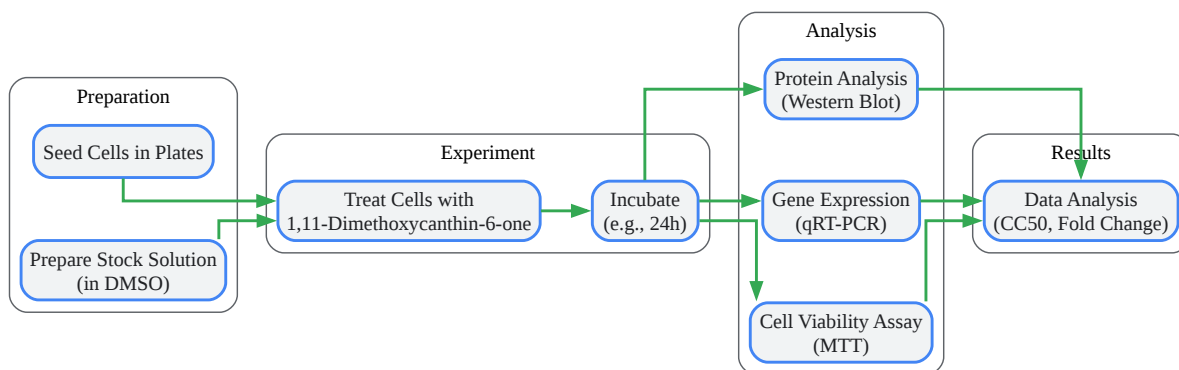 Preparation
Seed Cells in Plates
Prepare Stock Solution
(in DMSO)
Experiment
Treat Cells with
1,11-Dimethoxycanthin-6-one
Incubate
(e.g., 24h)
Analysis
Protein Analysis
(Western Blot)
Gene Expression
(qRT-PCR)
Cell Viability Assay
(MTT)
Results
Data Analysis
(CC50, Fold Change)